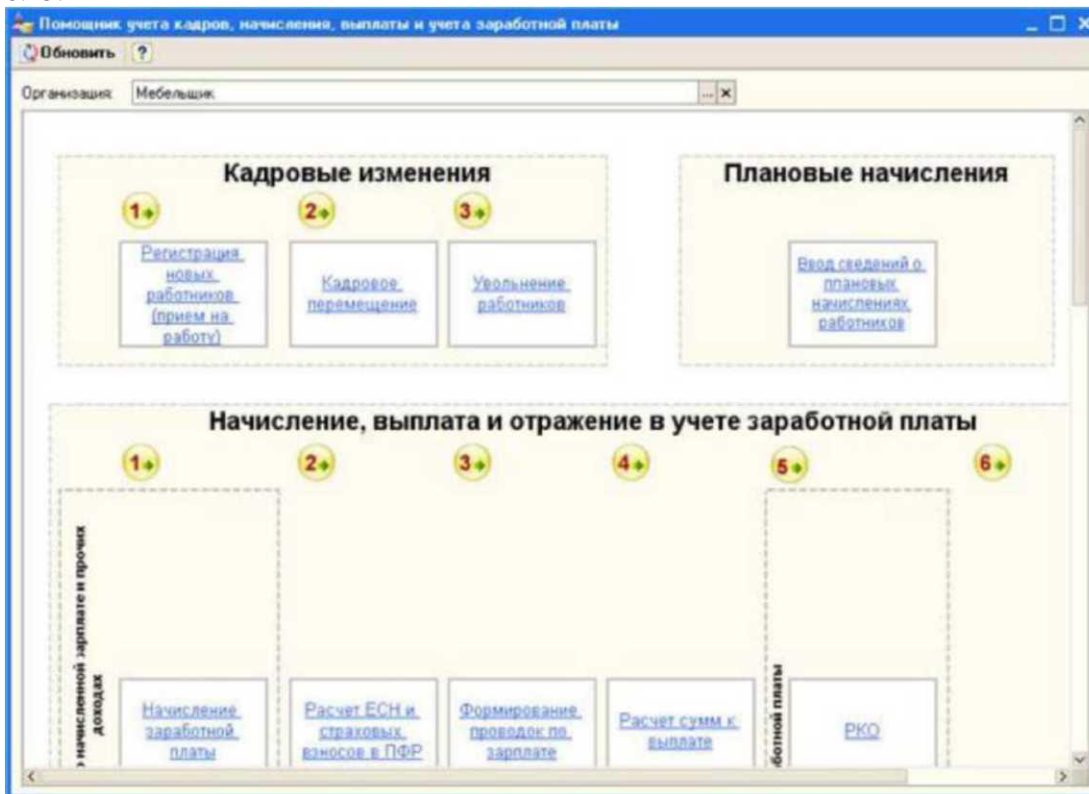 Помощник учета кадров, начисления, выплаты и учета заработной платы
Обновить ?
Организация: Мебельщик ... ×
Кадровые изменения
Плановые начисления
1 2 3
Регистрация
новых
работников
(прием на
работу)
Кадровое
перемещение
Увольнение
работников
Ввод сведений о
плановых
начислениях
работников
Начисление, выплата и отражение в учете заработной платы
1 2 3 4 5 6
начисленной зарплате и прочих
доходах
Начисление
заработной
платы
Расчет ЕСН и
страховых
взносов в ПФР
Формирование
проводок по
зарплате
Расчет сумм к
выплате
платы
РКО